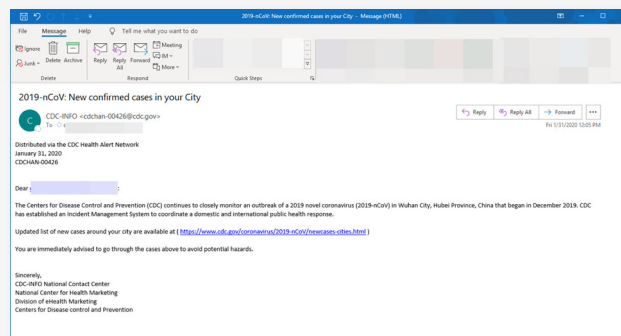 2019-nCoV: New confirmed cases in your City - Message (HTML)
File Message Help Tell me what you want to do
Ignore
Junk
Delete Archive
Reply Reply All Forward
Meeting
IM
More
Delete Respond Quick Steps
2019-nCoV: New confirmed cases in your City
C
CDC-INFO <cdchan-00426@cdc.gov>
To
Reply Reply All Forward ...
Fri 1/31/2020 12:05 PM
Distributed via the CDC Health Alert Network
January 31, 2020
CDCHAN-00426
Dear :
The Centers for Disease Control and Prevention (CDC) continues to closely monitor an outbreak of a 2019 novel coronavirus (2019-nCoV) in Wuhan City, Hubei Province, China that began in December 2019. CDC
has established an Incident Management System to coordinate a domestic and international public health response.
Updated list of new cases around your city are available at ( https://www.cdc.gov/coronavirus/2019-nCoV/newcases-cities.html )
You are immediately advised to go through the cases above to avoid potential hazards.
Sincerely,
CDC-INFO National Contact Center
National Center for Health Marketing
Division of eHealth Marketing
Centers for Disease control and Prevention